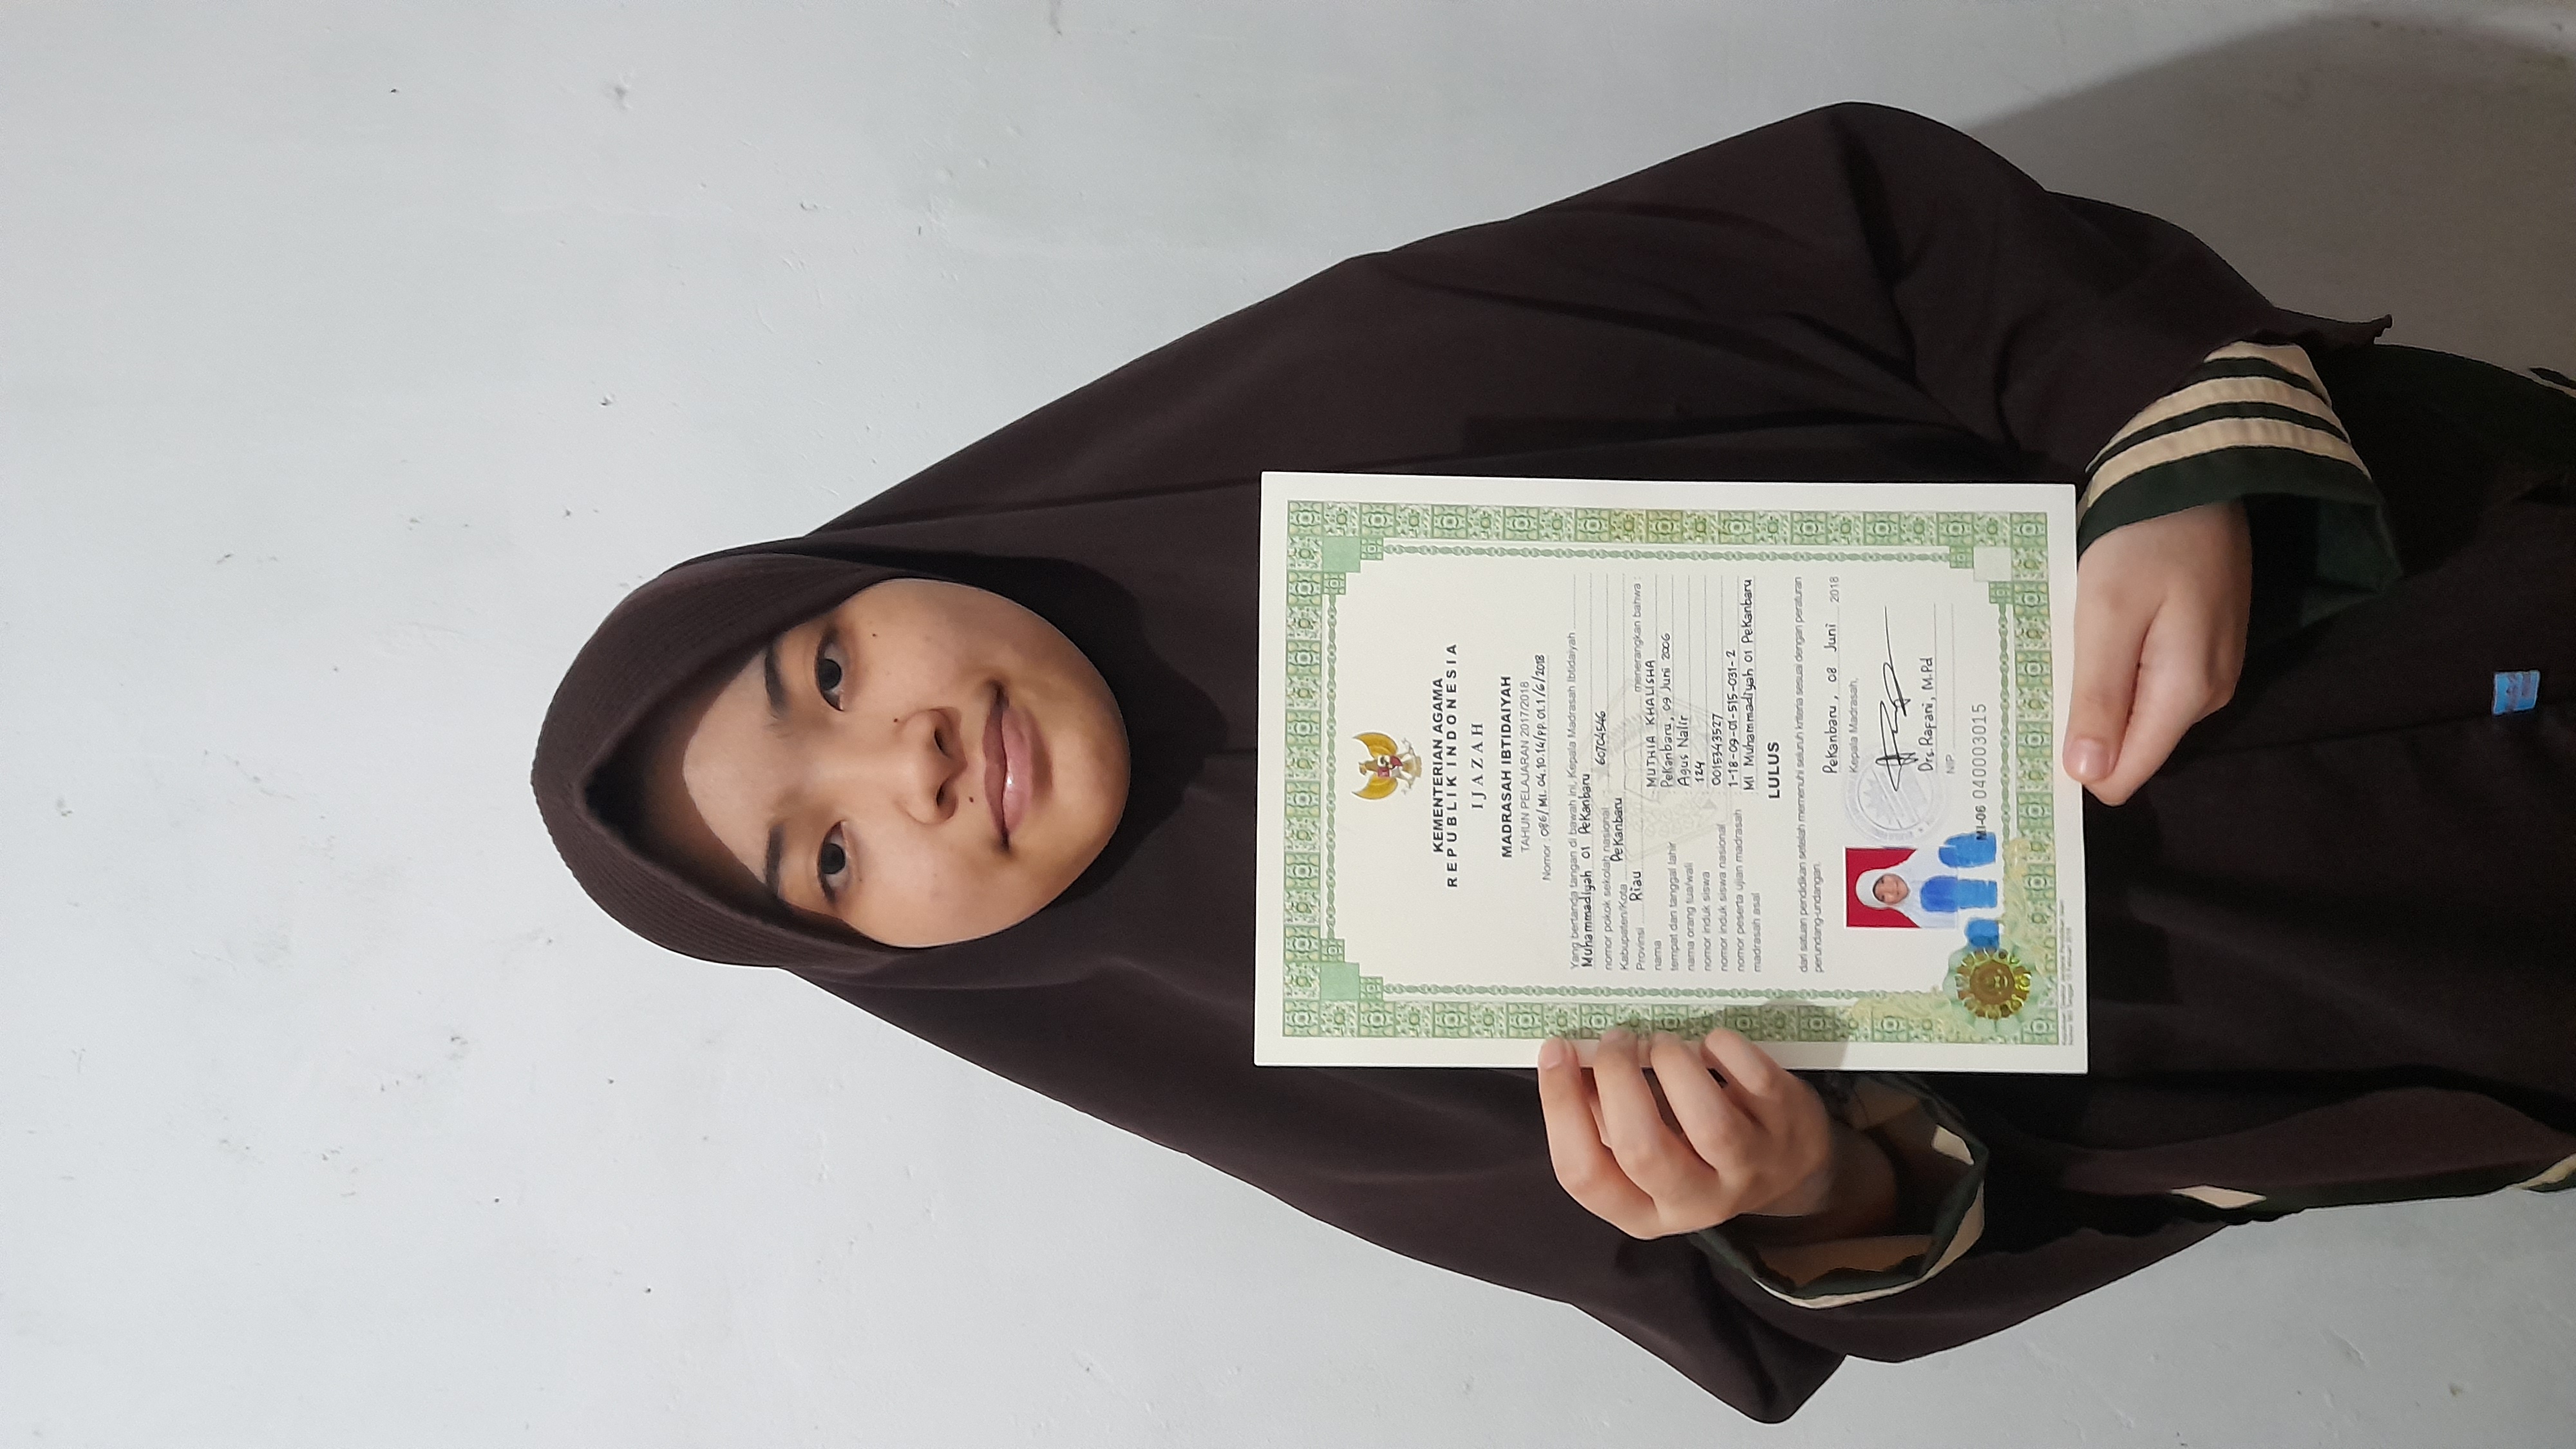 KEMENTERIAN AGAMA
REPUBLIK INDONESIA
IJAZAH
MADRASAH IBTIDAIYAH
TAHUN PELAJARAN 2017/2018
Nomor : 086/MI.04.10.14/PP.01.1/6/2018
Yang bertanda tangan di bawah ini, Kepala Madrasah Ibtidaiyah
Muhammadiyah 01 Pekanbaru
nomor pokok sekolah nasional 60704546
Kabupaten/Kota Pekanbaru
Provinsi Riau menerangkan bahwa :
nama MUTHIA KHALISHA
tempat dan tanggal lahir Pekanbaru, 09 Juni 2006
nama orang tua/wali Agus Nalir
nomor induk siswa 124
nomor induk siswa nasional 0015343527
nomor peserta ujian madrasah 1-18-09-01-515-031-2
madrasah asal MI Muhammadiyah 01 Pekanbaru
LULUS
dari satuan pendidikan setelah memenuhi seluruh kriteria sesuai dengan peraturan
perundang-undangan.
Pekanbaru, 08 Juni 2018
Kepala Madrasah,
Drs. Rafani, M.Pd
NIP
MI-06 040003015
Keputusan Direktur Jenderal Pendidikan Islam